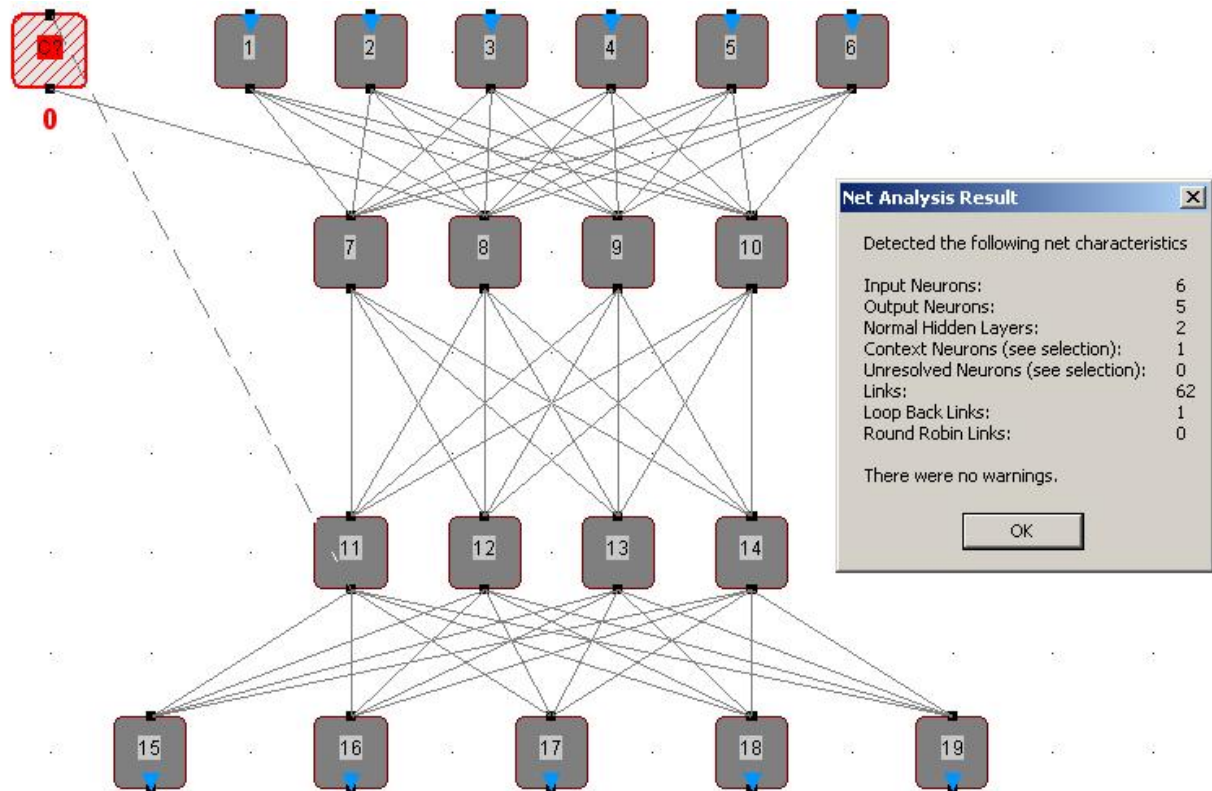 C? 1 2 3 4 5 6
0
7 8 9 10
11 12 13 14
15 16 17 18 19
Net Analysis Result
Detected the following net characteristics
Input Neurons: 6
Output Neurons: 5
Normal Hidden Layers: 2
Context Neurons (see selection): 1
Unresolved Neurons (see selection): 0
Links: 62
Loop Back Links: 1
Round Robin Links: 0
There were no warnings.
OK